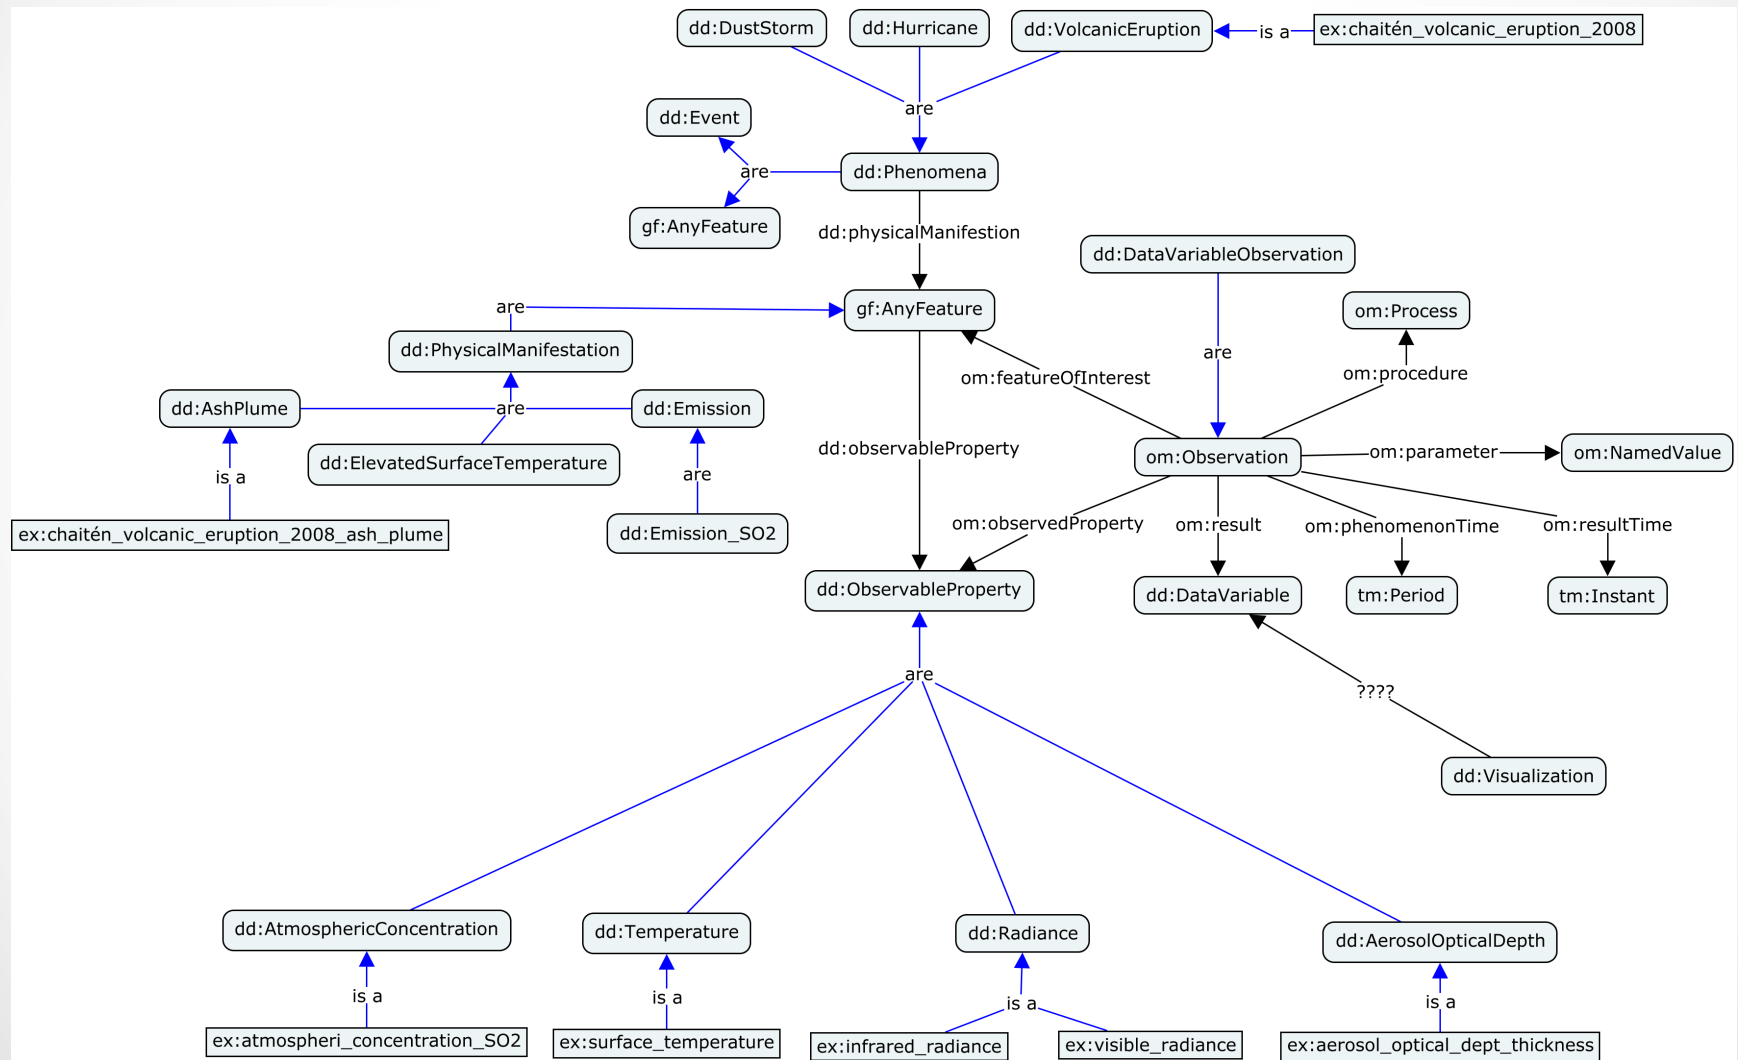 dd:DustStorm
dd:Hurricane
dd:VolcanicEruption
is a
ex:chaitén_volcanic_eruption_2008
are
dd:Event
are
dd:Phenomena
gf:AnyFeature
dd:physicalManifestion
dd:DataVariableObservation
are
gf:AnyFeature
om:Process
dd:PhysicalManifestation
are
om:featureOfInterest
om:procedure
dd:AshPlume
are
dd:Emission
dd:observableProperty
om:Observation
om:parameter
om:NamedValue
dd:ElevatedSurfaceTemperature
is a
are
ex:chaitén_volcanic_eruption_2008_ash_plume
dd:Emission_SO2
om:observedProperty
om:result
om:phenomenonTime
om:resultTime
dd:ObservableProperty
dd:DataVariable
tm:Period
tm:Instant
are
????
dd:Visualization
dd:AtmosphericConcentration
dd:Temperature
dd:Radiance
dd:AerosolOpticalDepth
is a
is a
is a
is a
ex:atmospheri_concentration_SO2
ex:surface_temperature
ex:infrared_radiance
ex:visible_radiance
ex:aerosol_optical_dept_thickness